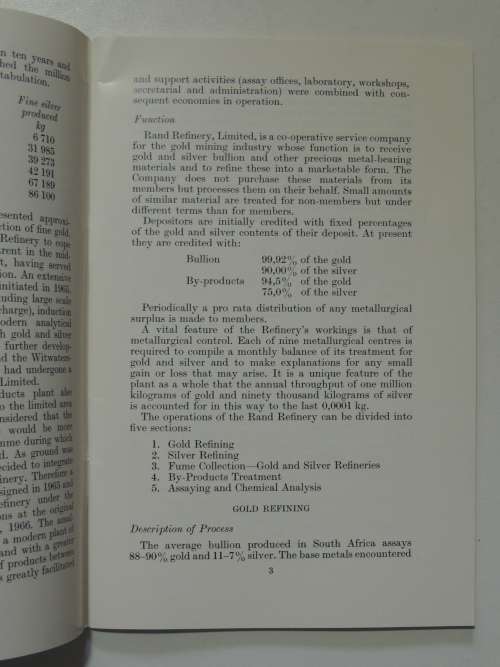 n ten years and
hed the million
tabulation.
Fine silver
produced
kg
6 710
31 985
39 273
42 191
67 189
86 100
esented approxi-
ction of fine gold.
Refinery to cope
rent in the mid-
t, having served
ion. An extensive
initiated in 1963,
uding large scale
charge), induction
odern analytical
h gold and silver
further develop-
d the Witwaters-
had undergone a
Limited.
ducts plant also
o the limited area
nsidered that the
would be more
mme during which
d. As ground was
ecided to integrate
finery. Therefore a
signed in 1965 and
efinery under the
ons at the original
, 1966. The small
a modern plant of
and with a greater
f products between
s greatly facilitated
and support activities (assay offices, laboratory, workshops,
secretarial and administration) were combined with con-
sequent economies in operation.
Function
Rand Refinery, Limited, is a co-operative service company
for the gold mining industry whose function is to receive
gold and silver bullion and other precious metal-bearing
materials and to refine these into a marketable form. The
Company does not purchase these materials from its
members but processes them on their behalf. Small amounts
of similar material are treated for non-members but under
different terms than for members.
Depositors are initially credited with fixed percentages
of the gold and silver contents of their deposit. At present
they are credited with:
Bullion 99,92% of the gold
90,00% of the silver
By-products 94,5% of the gold
75,0% of the silver
Periodically a pro rata distribution of any metallurgical
surplus is made to members.
A vital feature of the Refinery's workings is that of
metallurgical control. Each of nine metallurgical centres is
required to compile a monthly balance of its treatment for
gold and silver and to make explanations for any small
gain or loss that may arise. It is a unique feature of the
plant as a whole that the annual throughput of one million
kilograms of gold and ninety thousand kilograms of silver
is accounted for in this way to the last 0,0001 kg.
The operations of the Rand Refinery can be divided into
five sections:
1. Gold Refining
2. Silver Refining
3. Fume Collection—Gold and Silver Refineries
4. By-Products Treatment
5. Assaying and Chemical Analysis
GOLD REFINING
Description of Process
The average bullion produced in South Africa assays
88–90% gold and 11–7% silver. The base metals encountered
3